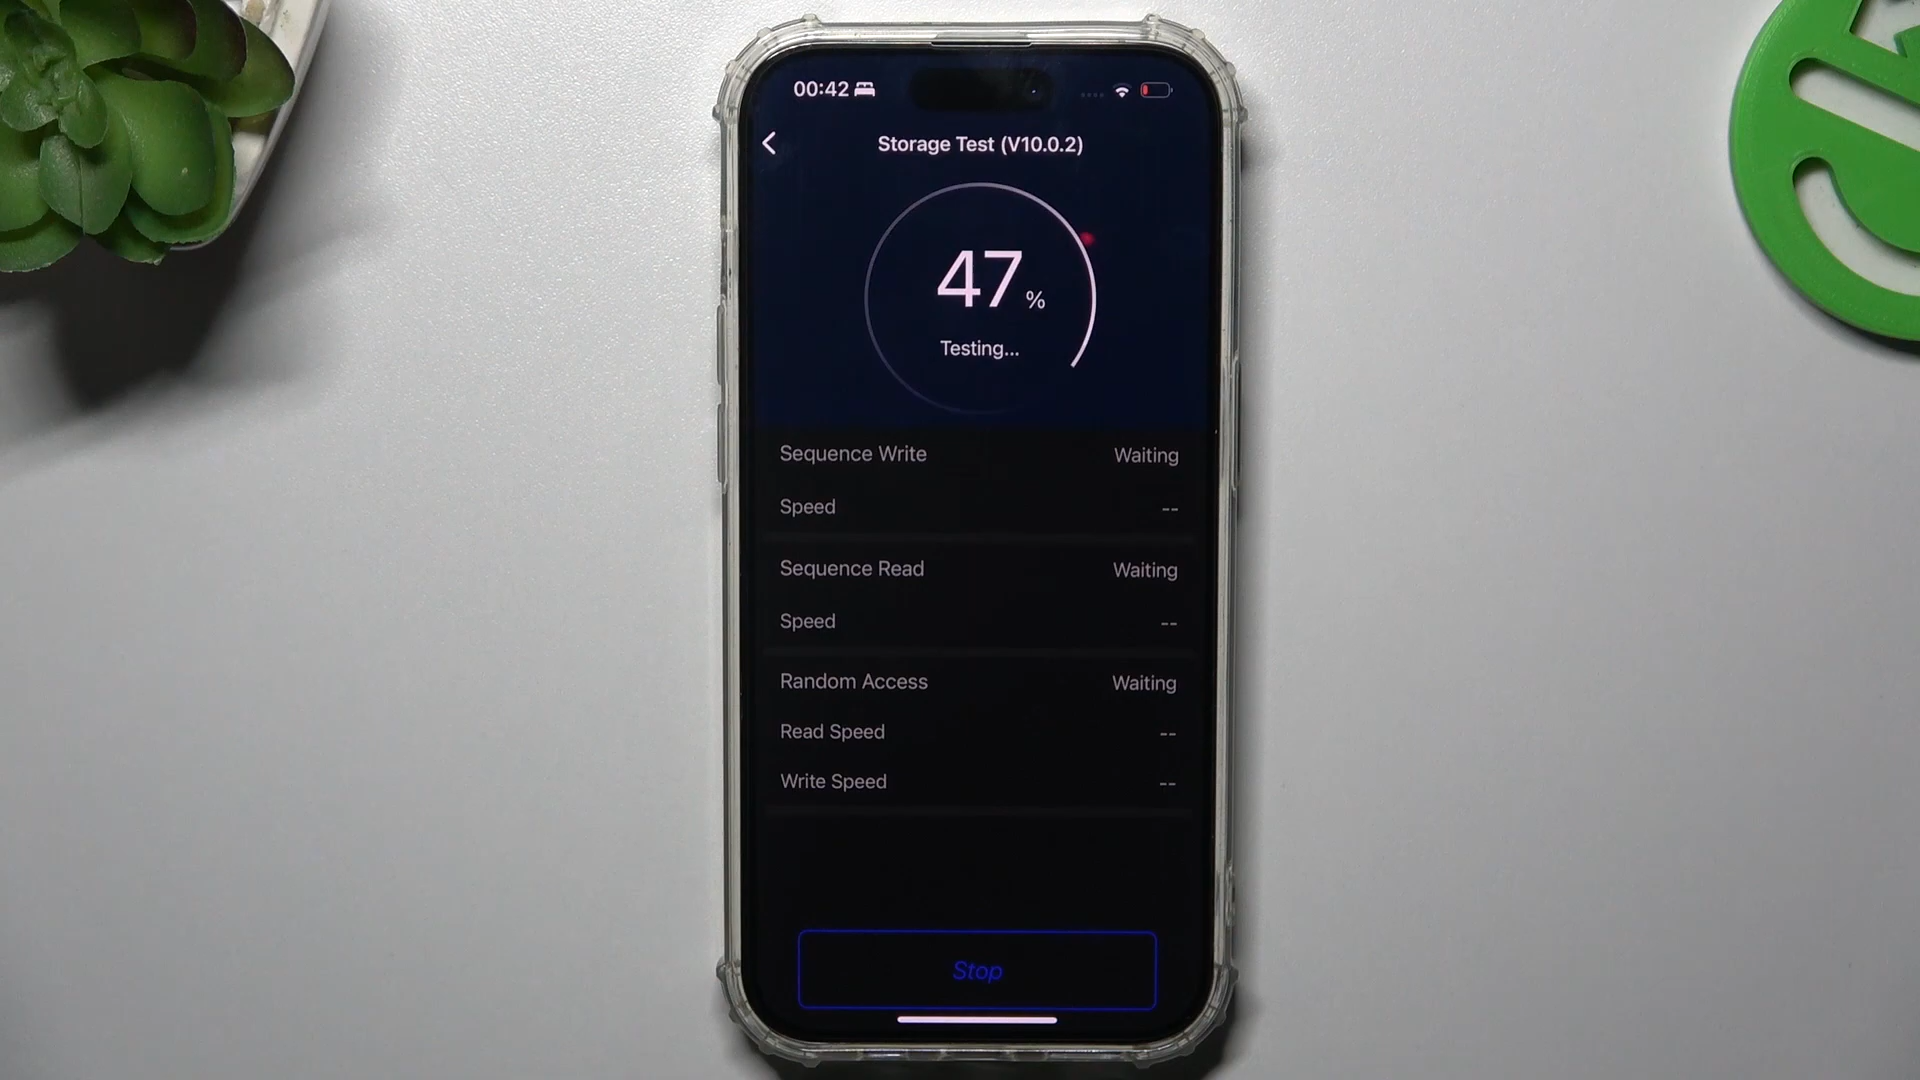 00:42
Storage Test (V10.0.2)
47 %
Testing...
Sequence Write Waiting
Speed --
Sequence Read Waiting
Speed --
Random Access Waiting
Read Speed --
Write Speed --
Stop